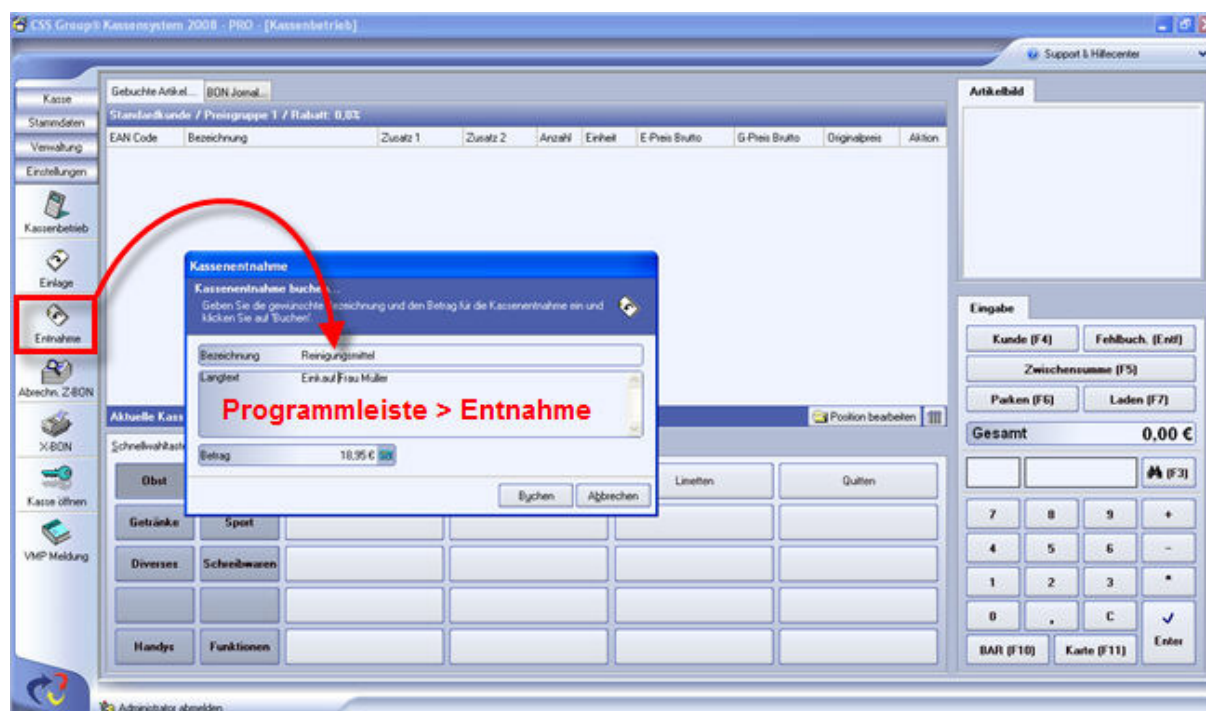 CSS Group® Kassensystem 2008 - PRO - [Kassenbetrieb]
Support & Hilfecenter
Kasse
Stammdaten
Verwaltung
Einstellungen
Kassenbetrieb
Einlage
Entnahme
Abrechn. Z-BON
X-BON
Kasse öffnen
VMP Meldung
Gebuchte Artikel... BON Jornal...
Standardkunde / Preisgruppe 1 / Rabatt: 0,0%
EAN Code Bezeichnung Zusatz 1 Zusatz 2 Anzahl Einheit E-Preis Brutto G-Preis Brutto Originalpreis Aktion
Kassenentnahme
Kassenentnahme buchen...
Geben Sie die gewünschte Bezeichnung und den Betrag für die Kassenentnahme ein und
klicken Sie auf 'Buchen'.
Bezeichnung Reinigungsmittel
Langtext Einkauf Frau Müller
Programmleiste > Entnahme
Betrag 18,95 €
Buchen Abbrechen
Aktuelle Kass
Position bearbeiten
Schnellwahltaste
Obst Limetten Quitten
Getränke Sport
Diverses Schreibwaren
Handys Funktionen
Artikelbild
Eingabe
Kunde (F4) Fehlbuch. (Entf)
Zwischensumme (F5)
Parken (F6) Laden (F7)
Gesamt 0,00 €
(F3)
7 8 9 +
4 5 6 -
1 2 3 *
0 , C
Enter
BAR (F10) Karte (F11)
Administrator abmelden